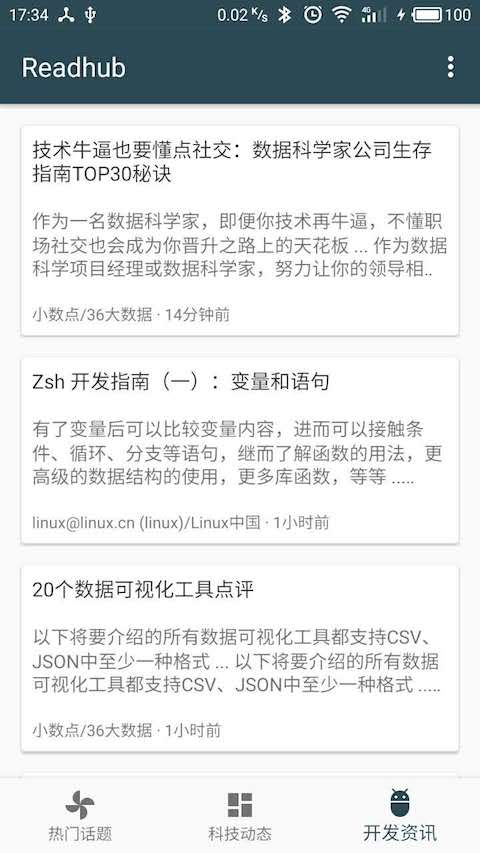 17:34 0.02 K/s 4G 100
Readhub
技术牛逼也要懂点社交：数据科学家公司生存
指南TOP30秘诀
作为一名数据科学家，即便你技术再牛逼，不懂职
场社交也会成为你晋升之路上的天花板 ... 作为数据
科学项目经理或数据科学家，努力让你的领导相..
小数点/36大数据 · 14分钟前
Zsh 开发指南（一）：变量和语句
有了变量后可以比较变量内容，进而可以接触条
件、循环、分支等语句，继而了解函数的用法，更
高级的数据结构的使用，更多库函数，等等 .....
linux@linux.cn (linux)/Linux中国 · 1小时前
20个数据可视化工具点评
以下将要介绍的所有数据可视化工具都支持CSV、
JSON中至少一种格式 ... 以下将要介绍的所有数据
可视化工具都支持CSV、JSON中至少一种格式 .....
小数点/36大数据 · 1小时前
热门话题 科技动态 开发资讯